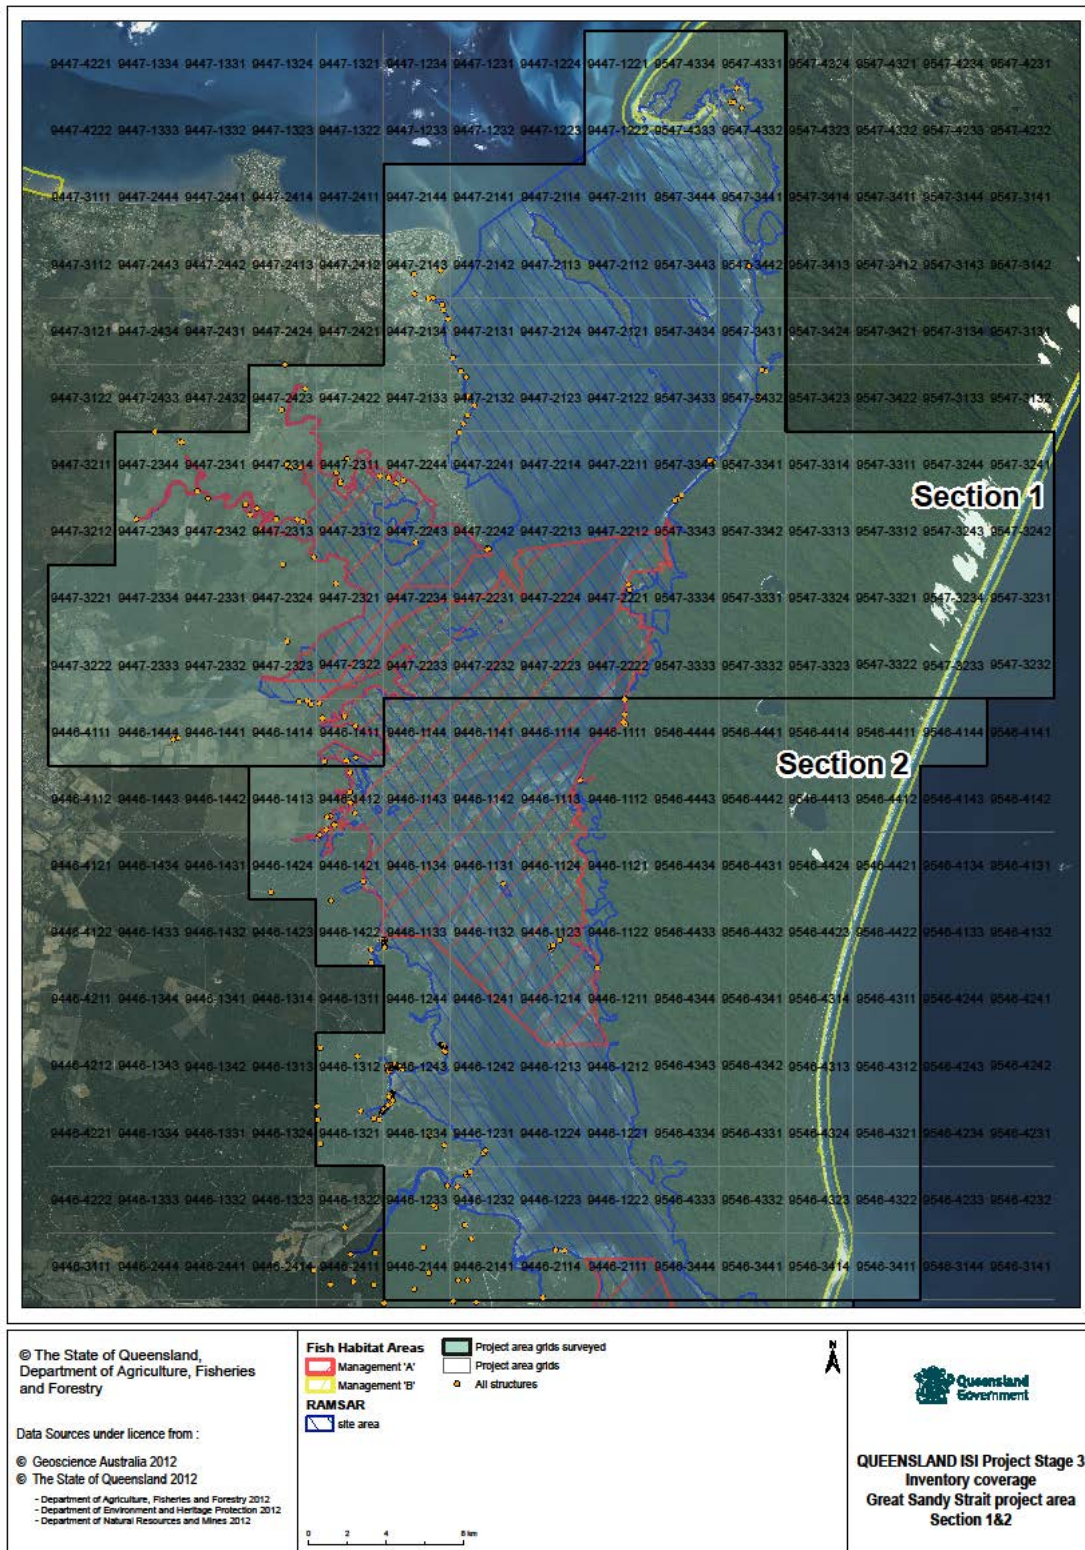 9447-4221 9447-1334 9447-1331 9447-1324 9447-1321 9447-1234 9447-1231 9447-1224 9447-1221 9547-4334 9547-4331 9547-4324 9547-4321 9547-4234 9547-4231
9447-4222 9447-1333 9447-1332 9447-1323 9447-1322 9447-1233 9447-1232 9447-1223 9447-1222 9547-4333 9547-4332 9547-4323 9547-4322 9547-4233 9547-4232
9447-3111 9447-2444 9447-2441 9447-2414 9447-2411 9447-2144 9447-2141 9447-2114 9447-2111 9547-3444 9547-3441 9547-3414 9547-3411 9547-3144 9547-3141
9447-3112 9447-2443 9447-2442 9447-2413 9447-2412 9447-2143 9447-2142 9447-2113 9447-2112 9547-3443 9547-3442 9547-3413 9547-3412 9547-3143 9547-3142
9447-3121 9447-2434 9447-2431 9447-2424 9447-2421 9447-2134 9447-2131 9447-2124 9447-2121 9547-3434 9547-3431 9547-3424 9547-3421 9547-3134 9547-3131
9447-3122 9447-2433 9447-2432 9447-2423 9447-2422 9447-2133 9447-2132 9447-2123 9447-2122 9547-3433 9547-3432 9547-3423 9547-3422 9547-3133 9547-3132
9447-3211 9447-2344 9447-2341 9447-2314 9447-2311 9447-2244 9447-2241 9447-2214 9447-2211 9547-3344 9547-3341 9547-3314 9547-3311 9547-3244 9547-3241
Section 1
9447-3212 9447-2343 9447-2342 9447-2313 9447-2312 9447-2243 9447-2242 9447-2213 9447-2212 9547-3343 9547-3342 9547-3313 9547-3312 9547-3243 9547-3242
9447-3221 9447-2334 9447-2331 9447-2324 9447-2321 9447-2234 9447-2231 9447-2224 9447-2221 9547-3334 9547-3331 9547-3324 9547-3321 9547-3234 9547-3231
9447-3222 9447-2333 9447-2332 9447-2323 9447-2322 9447-2233 9447-2232 9447-2223 9447-2222 9547-3333 9547-3332 9547-3323 9547-3322 9547-3233 9547-3232
9446-4111 9446-1444 9446-1441 9446-1414 9446-1411 9446-1144 9446-1141 9446-1114 9446-1111 9546-4444 9546-4441 9546-4414 9546-4411 9546-4144 9546-4141
Section 2
9446-4112 9446-1443 9446-1442 9446-1413 9446-1412 9446-1143 9446-1142 9446-1113 9446-1112 9546-4443 9546-4442 9546-4413 9546-4412 9546-4143 9546-4142
9446-4121 9446-1434 9446-1431 9446-1424 9446-1421 9446-1134 9446-1131 9446-1124 9446-1121 9546-4434 9546-4431 9546-4424 9546-4421 9546-4134 9546-4131
9446-4122 9446-1433 9446-1432 9446-1423 9446-1422 9446-1133 9446-1132 9446-1123 9446-1122 9546-4433 9546-4432 9546-4423 9546-4422 9546-4133 9546-4132
9446-4211 9446-1344 9446-1341 9446-1314 9446-1311 9446-1244 9446-1241 9446-1214 9446-1211 9546-4344 9546-4341 9546-4314 9546-4311 9546-4244 9546-4241
9446-4212 9446-1343 9446-1342 9446-1313 9446-1312 9446-1243 9446-1242 9446-1213 9446-1212 9546-4343 9546-4342 9546-4313 9546-4312 9546-4243 9546-4242
9446-4221 9446-1334 9446-1331 9446-1324 9446-1321 9446-1234 9446-1231 9446-1224 9446-1221 9546-4334 9546-4331 9546-4324 9546-4321 9546-4234 9546-4231
9446-4222 9446-1333 9446-1332 9446-1323 9446-1322 9446-1233 9446-1232 9446-1223 9446-1222 9546-4333 9546-4332 9546-4323 9546-4322 9546-4233 9546-4232
9446-3111 9446-2444 9446-2441 9446-2414 9446-2411 9446-2144 9446-2141 9446-2114 9446-2111 9546-3444 9546-3441 9546-3414 9546-3411 9546-3144 9546-3141
© The State of Queensland,
Department of Agriculture, Fisheries
and Forestry
Data Sources under licence from :
© Geoscience Australia 2012
© The State of Queensland 2012
- Department of Agriculture, Fisheries and Forestry 2012
- Department of Environment and Heritage Protection 2012
- Department of Natural Resources and Mines 2012
Fish Habitat Areas
Management 'A'
Management 'B'
RAMSAR
site area
Project area grids surveyed
Project area grids
All structures
0 2 4 8 km
N
Queensland
Government
QUEENSLAND ISI Project Stage 3
Inventory coverage
Great Sandy Strait project area
Section 1&2